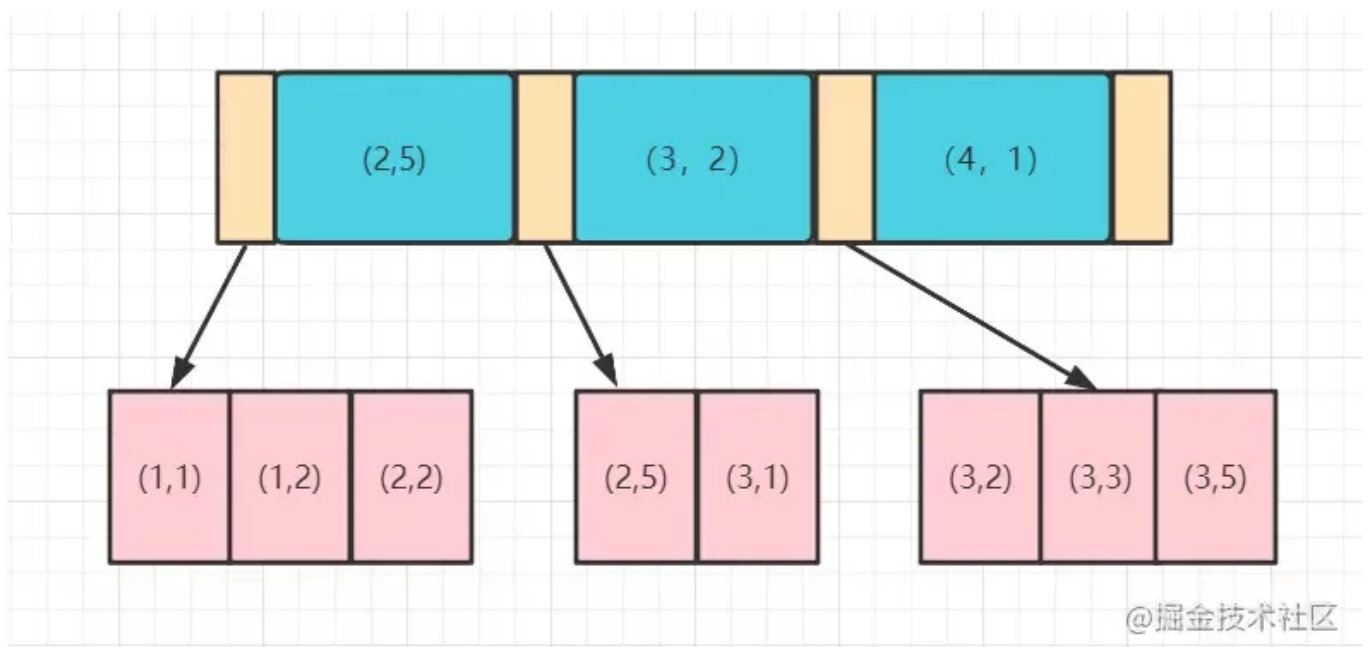 (2,5) (3，2) (4，1)
(1,1) (1,2) (2,2) (2,5) (3,1) (3,2) (3,3) (3,5)
@掘金技术社区